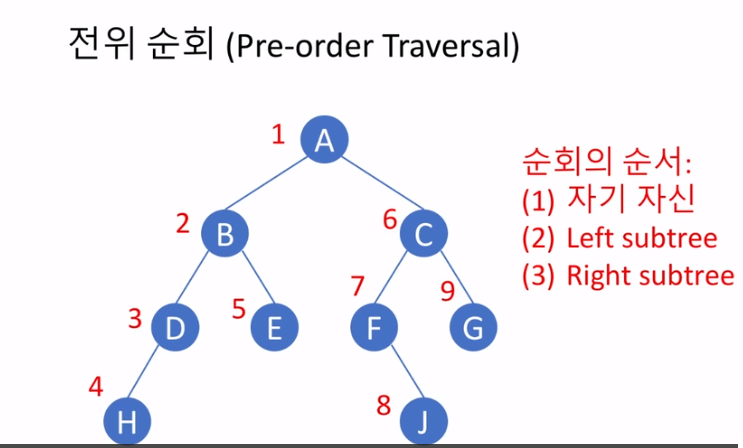 전위 순회 (Pre-order Traversal)
1 A
2 B
6 C
순회의 순서:
(1) 자기 자신
(2) Left subtree
(3) Right subtree
3 D
5 E
7 F
9 G
4 H
8 J